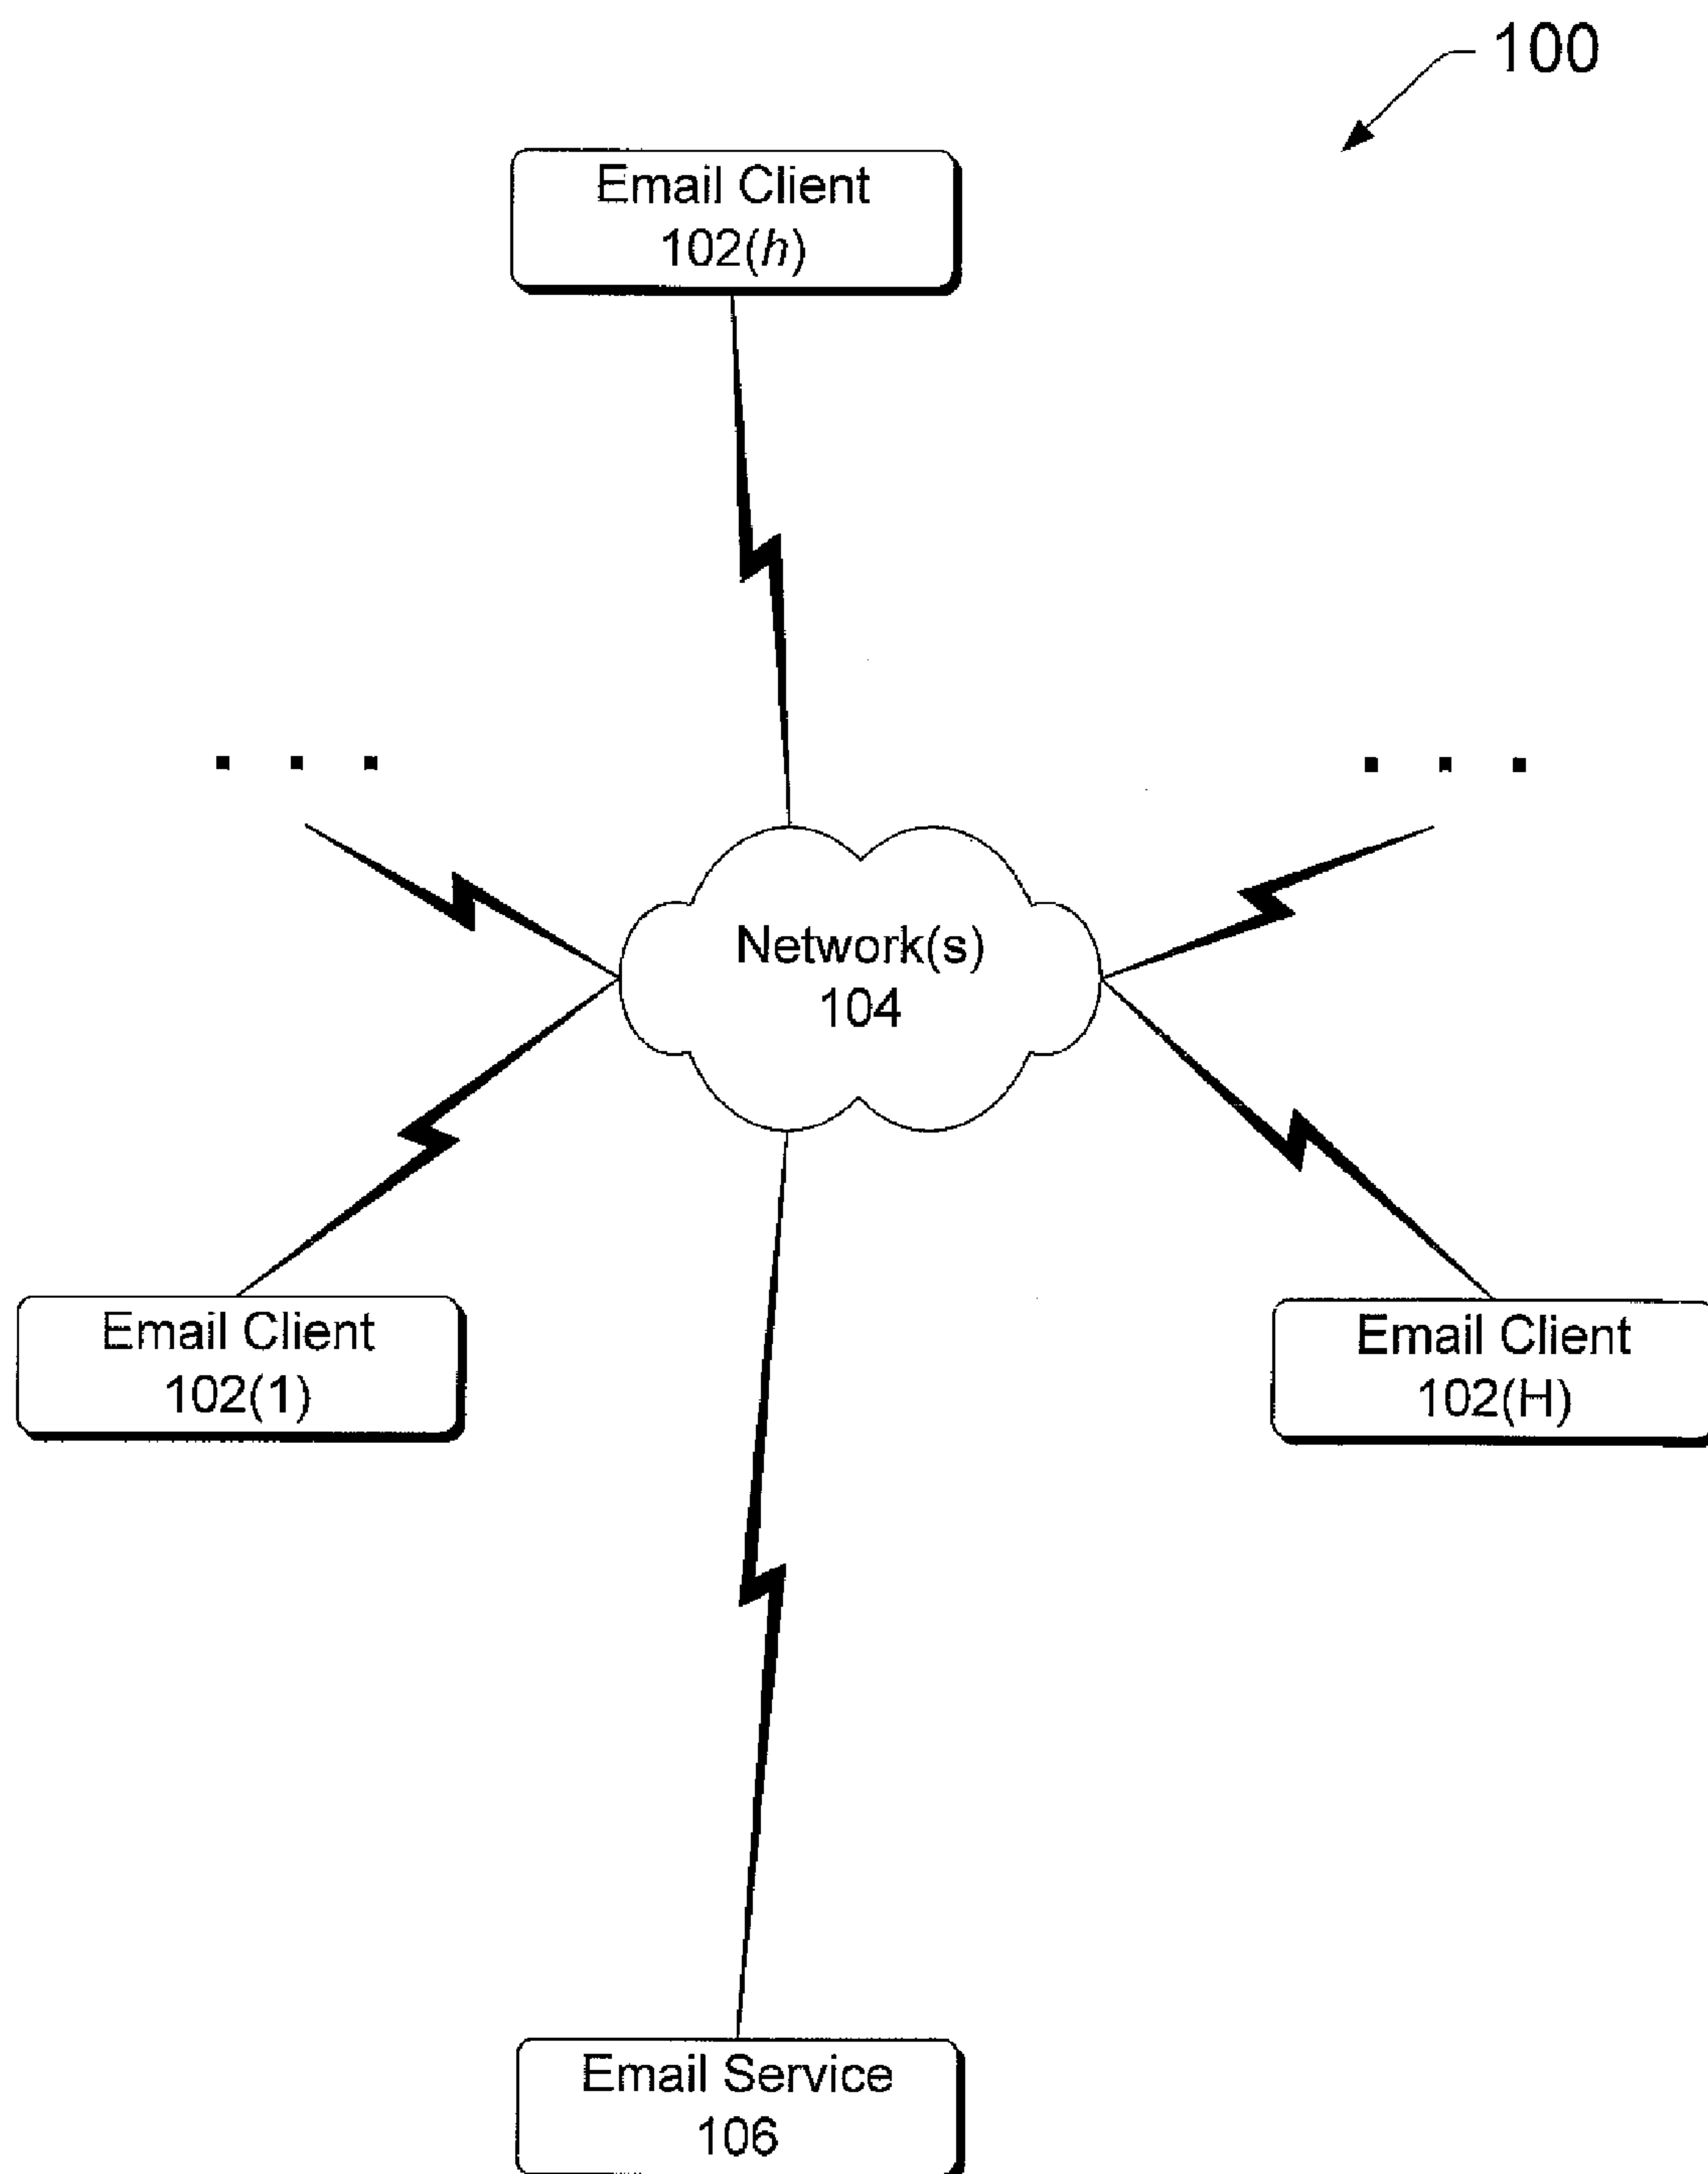 100
Email Client
102(h)
. . .
. . .
Network(s)
104
Email Client
102(1)
Email Client
102(H)
Email Service
106